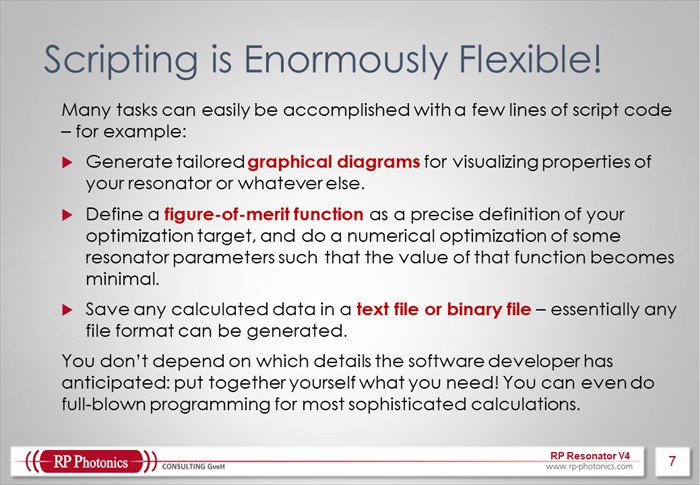 Scripting is Enormously Flexible!
Many tasks can easily be accomplished with a few lines of script code
– for example:
Generate tailored graphical diagrams for visualizing properties of
your resonator or whatever else.
Define a figure-of-merit function as a precise definition of your
optimization target, and do a numerical optimization of some
resonator parameters such that the value of that function becomes
minimal.
Save any calculated data in a text file or binary file – essentially any
file format can be generated.
You don’t depend on which details the software developer has
anticipated: put together yourself what you need! You can even do
full-blown programming for most sophisticated calculations.
RP Photonics
CONSULTING GmbH
RP Resonator V4
www.rp-photonics.com
7